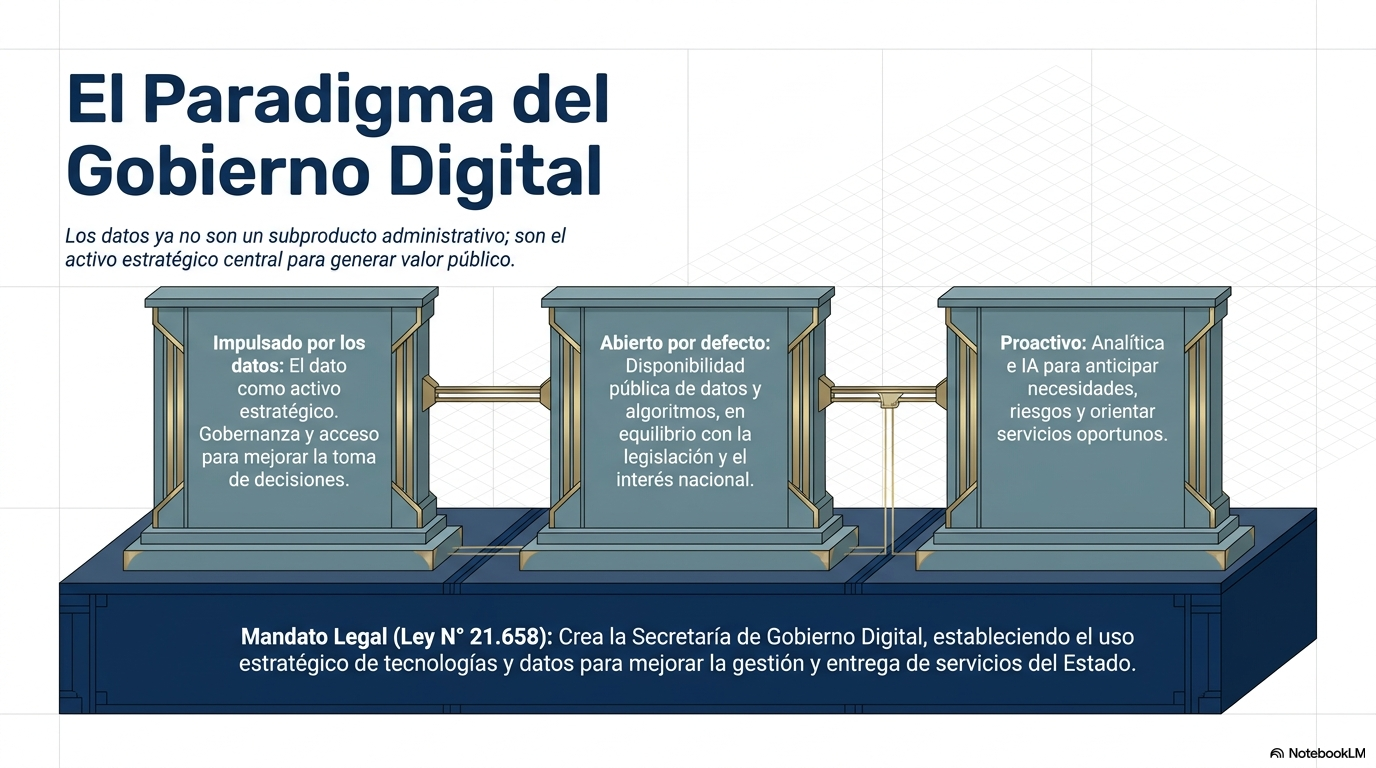 El Paradigma del
Gobierno Digital
Los datos ya no son un subproducto administrativo; son el
activo estratégico central para generar valor público.
Impulsado por los
datos: El dato
como activo
estratégico.
Gobernanza y acceso
para mejorar la toma
de decisiones.
Abierto por defecto:
Disponibilidad
pública de datos y
algoritmos, en
equilibrio con la
legislación y el
interés nacional.
Proactivo: Analítica
e IA para anticipar
necesidades,
riesgos y orientar
servicios oportunos.
Mandato Legal (Ley N° 21.658): Crea la Secretaría de Gobierno Digital, estableciendo el uso
estratégico de tecnologías y datos para mejorar la gestión y entrega de servicios del Estado.
NotebookLM